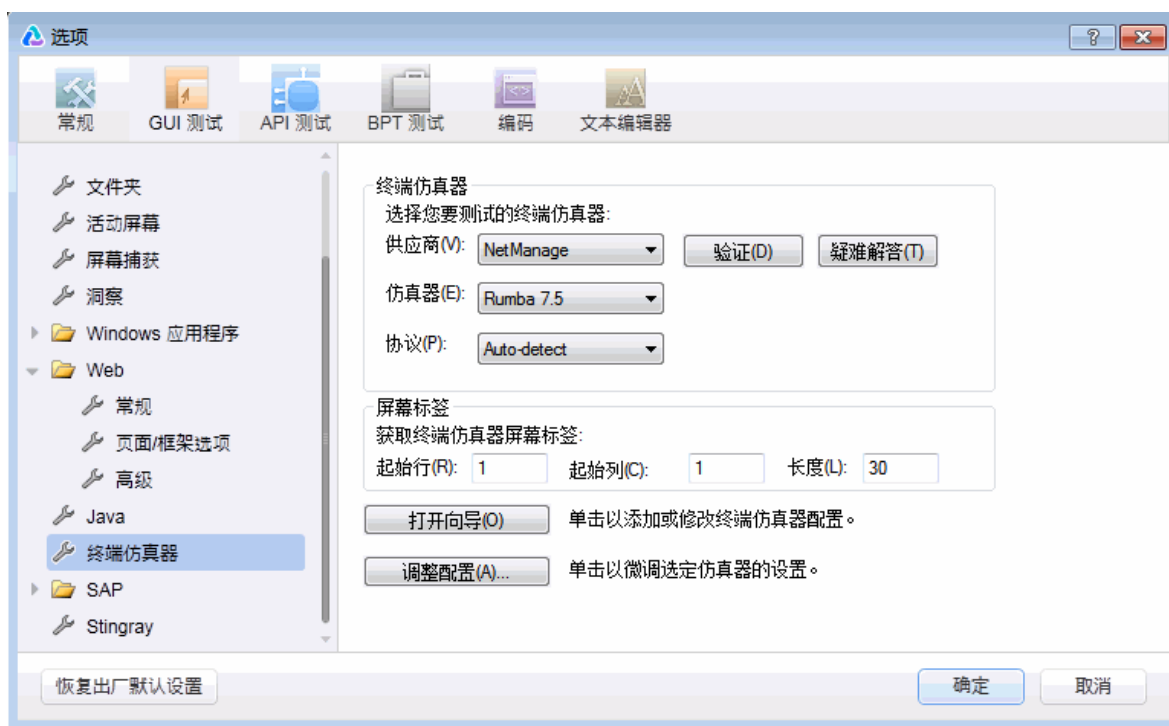 选项
常规 GUI 测试 API 测试 BPT 测试 编码 文本编辑器
文件夹
活动屏幕
屏幕捕获
洞察
Windows 应用程序
Web
常规
页面/框架选项
高级
Java
终端仿真器
SAP
Stingray
终端仿真器
选择您要测试的终端仿真器:
供应商(V): NetManage 验证(D) 疑难解答(T)
仿真器(E): Rumba 7.5
协议(P): Auto-detect
屏幕标签
获取终端仿真器屏幕标签:
起始行(R): 1 起始列(C): 1 长度(L): 30
打开向导(O) 单击以添加或修改终端仿真器配置。
调整配置(A)... 单击以微调选定仿真器的设置。
恢复出厂默认设置 确定 取消